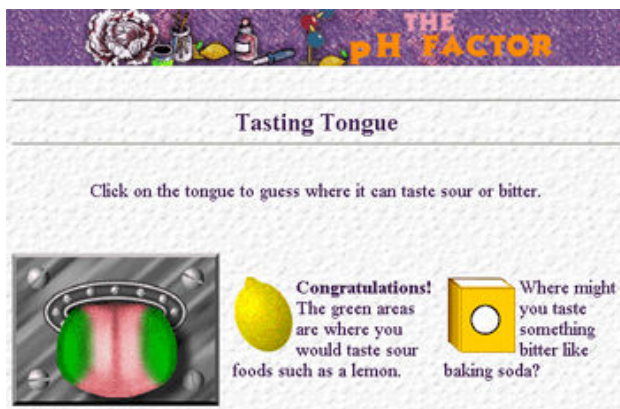 THE
pH FACTOR
Tasting Tongue
Click on the tongue to guess where it can taste sour or bitter.
Congratulations!
The green areas
are where you
would taste sour
foods such as a lemon.
Where might
you taste
something
bitter like
baking soda?